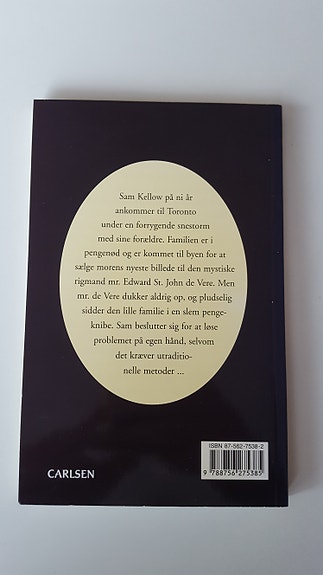 Sam Kellow på ni år
ankommer til Toronto
under en forrygende snestorm
med sine forældre. Familien er i
pengenød og er kommet til byen for at
sælge morens nyeste billede til den mystiske
rigmand mr. Edward St. John de Vere. Men
mr. de Vere dukker aldrig op, og pludselig
sidder den lille familie i en slem penge-
knibe. Sam beslutter sig for at løse
problemet på egen hånd, selvom
det kræver utraditio-
nelle metoder ...
ISBN 87-562-7538-2
9 788756 275385
CARLSEN